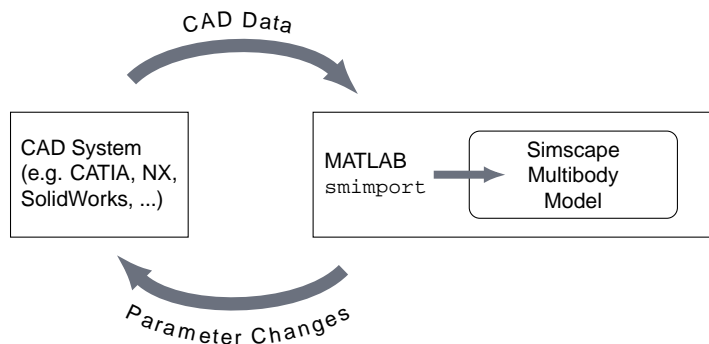 CAD Data
CAD System
(e.g. CATIA, NX,
SolidWorks, ...)
MATLAB
smimport
Simscape
Multibody
Model
Parameter Changes